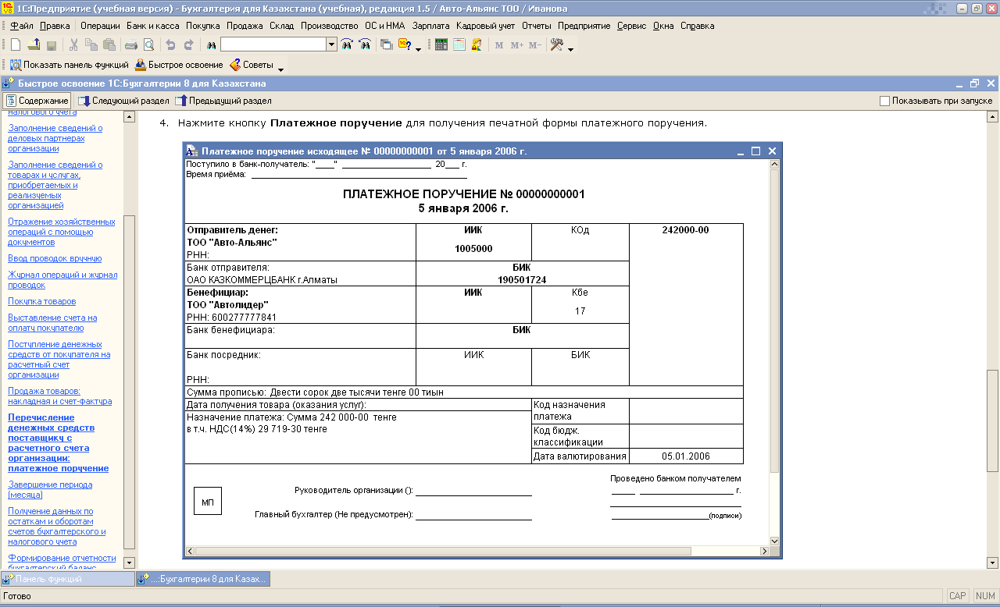 1С:Предприятие (учебная версия) - Бухгалтерия для Казахстана (учебная), редакция 1.5 / Авто-Альянс ТОО / Иванова
Файл Правка Операции Банк и касса Покупка Продажа Склад Производство ОС и НМА Зарплата Кадровый учет Отчеты Предприятие Сервис Окна Справка
M M+ M-
Показать панель функций Быстрое освоение Советы
Быстрое освоение 1С:Бухгалтерии 8 для Казахстана
Содержание Следующий раздел Предыдущий раздел Показывать при запуске
налогового учета
Заполнение сведений о
деловых партнерах
организации
Заполнение сведений о
товарах и услугах,
приобретаемых и
реализуемых
организацией
Отражение хозяйственных
операций с помощью
документов
Ввод проводок вручную
Журнал операций и журнал
проводок
Покупка товаров
Выставление счета на
оплату покупателю
Поступление денежных
средств от покупателя на
расчетный счет
организации
Продажа товаров:
накладная и счет-фактура
Перечисление
денежных средств
поставщику с
расчетного счета
организации:
платежное поручение
Завершение периода
(месяца)
Получение данных по
остаткам и оборотам
счетов бухгалтерского и
налогового учета
Формирование отчетности
бухгалтерский баланс
4. Нажмите кнопку Платежное поручение для получения печатной формы платежного поручения.
Платежное поручение исходящее № 00000000001 от 5 января 2006 г.
Поступило в банк-получатель: "____" ____________________ 20___ г.
Время приёма:
ПЛАТЕЖНОЕ ПОРУЧЕНИЕ № 00000000001
5 января 2006 г.
Отправитель денег: ИИК КОд 242000-00
ТОО "Авто-Альянс"
1005000
РНН:
Банк отправителя: БИК
ОАО КАЗКОММЕРЦБАНК г.Алматы 190501724
Бенефициар: ИИК Кбе
ТОО "Автолидер"
17
РНН: 600277777841
Банк бенефициара: БИК
Банк посредник: ИИК БИК
РНН:
Сумма прописью: Двести сорок две тысячи тенге 00 тиын
Дата получения товара (оказания услуг):
Назначение платежа: Сумма 242 000-00 тенге
в т.ч. НДС(14%) 29 719-30 тенге
Код назначения
платежа
Код бюдж.
классификации
Дата валютирования 05.01.2006
Проведено банком получателем
Руководитель организации (): г.
МП
Главный бухгалтер (Не предусмотрен): (подписи)
Панель функций ...:Бухгалтерии 8 для Казах...
Готово CAP NUM